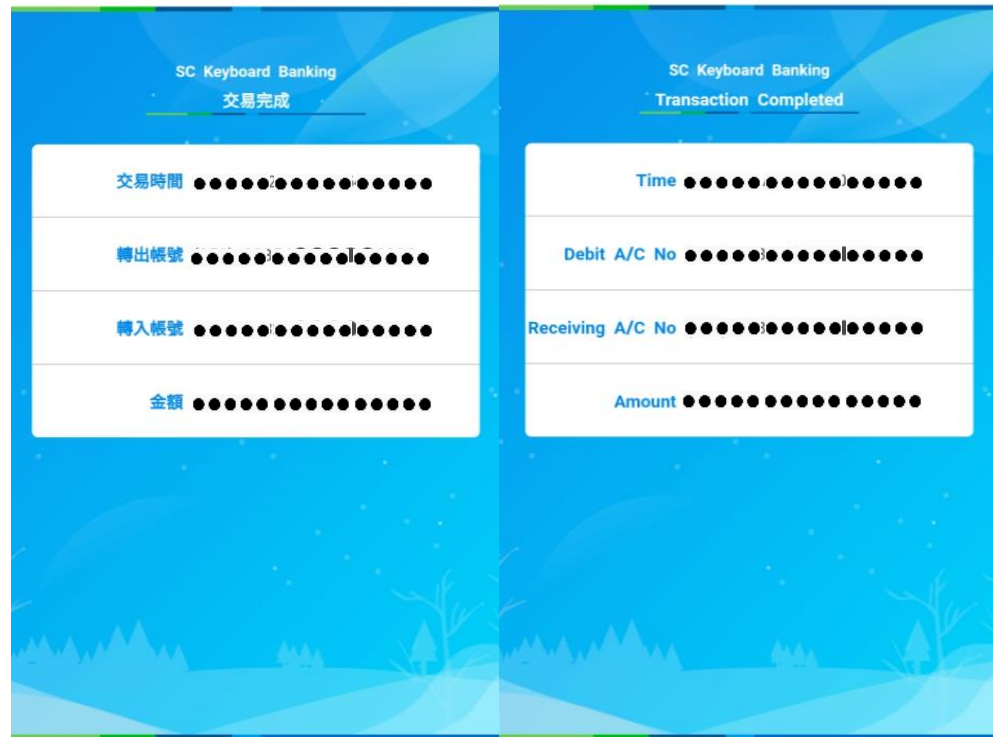 SC Keyboard Banking
交易完成
交易時間
轉出帳號
轉入帳號
金額
SC Keyboard Banking
Transaction Completed
Time
Debit A/C No
Receiving A/C No
Amount